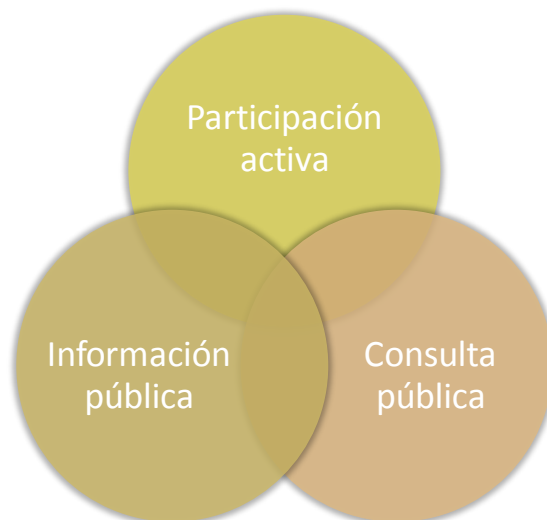 Participación
activa
Información
pública
Consulta
pública